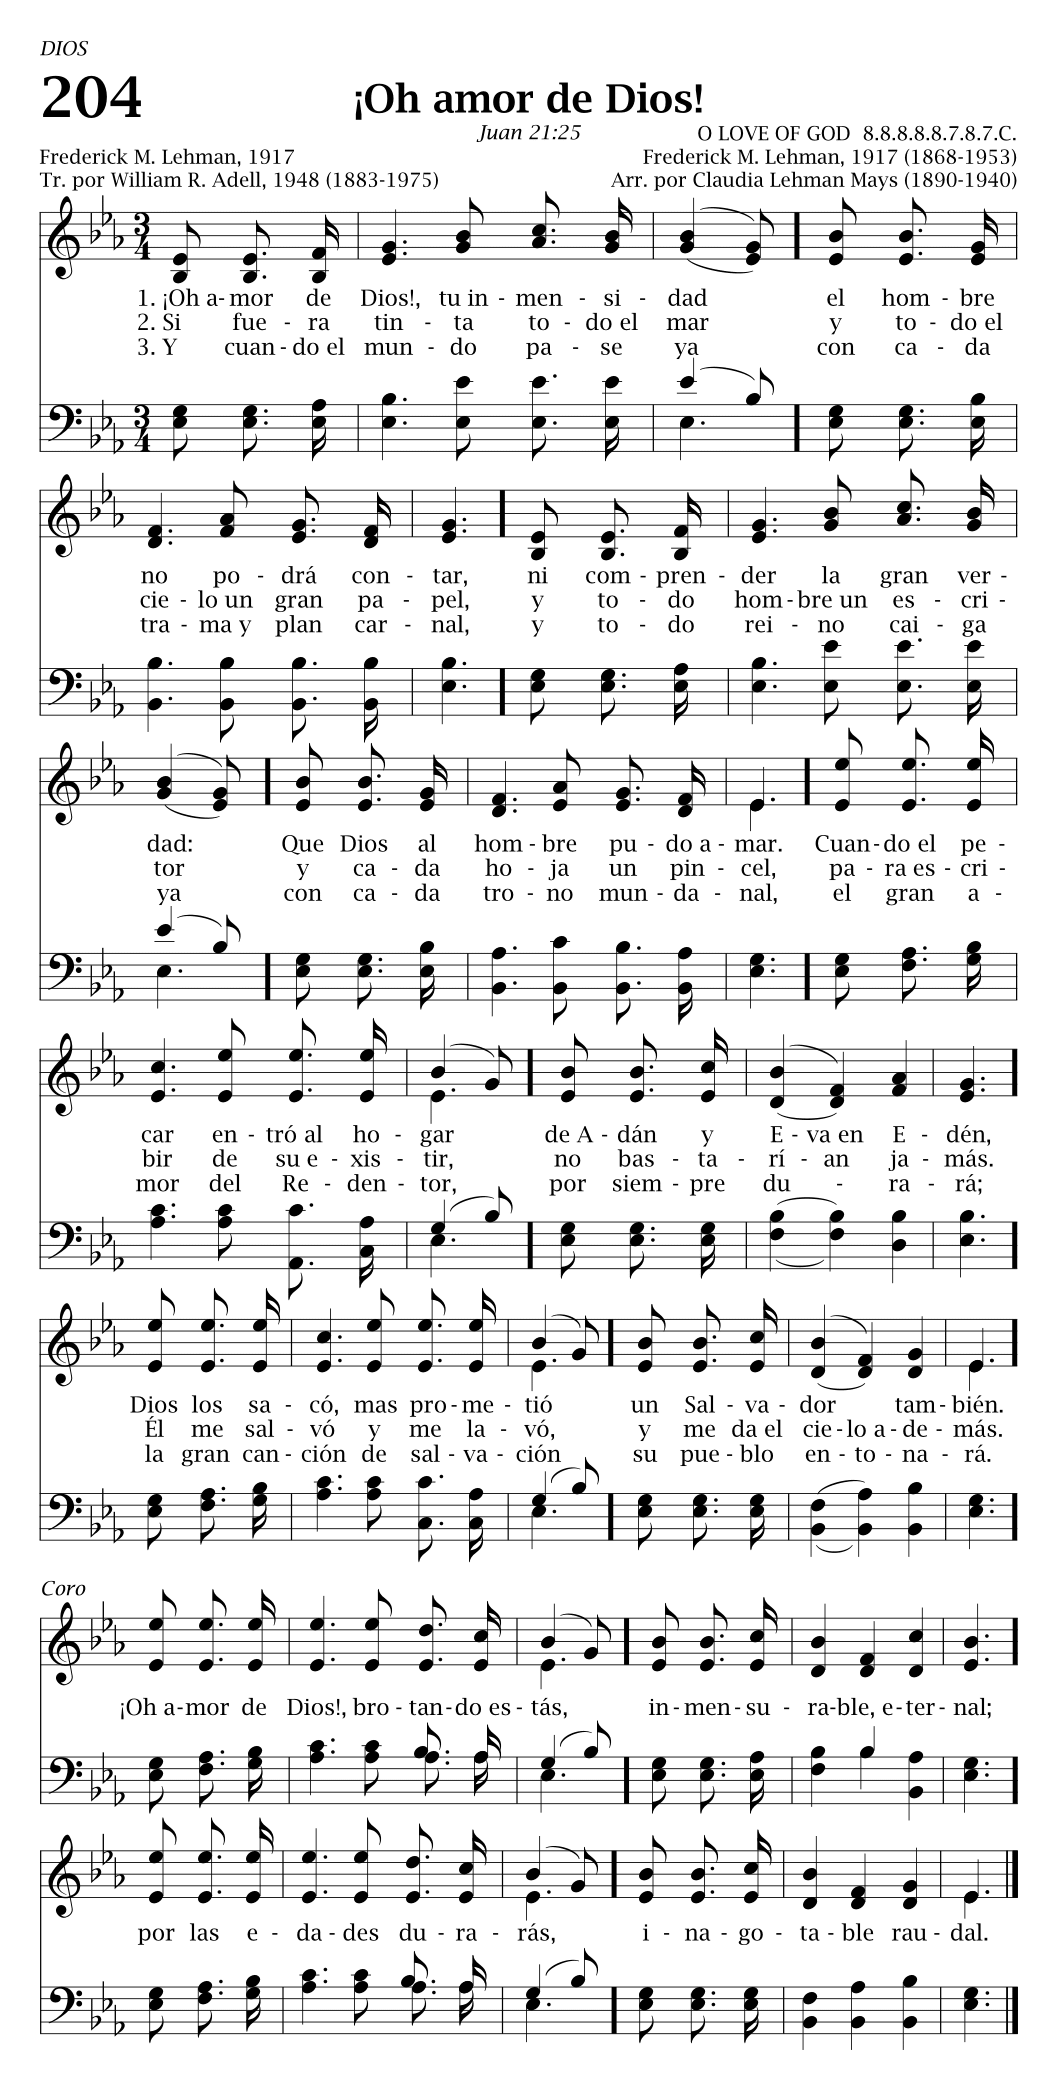 DIOS
204
¡Oh amor de Dios!
Juan 21:25
O LOVE OF GOD 8.8.8.8.8.7.8.7.C.
Frederick M. Lehman, 1917
Frederick M. Lehman, 1917 (1868-1953)
Tr. por William R. Adell, 1948 (1883-1975)
Arr. por Claudia Lehman Mays (1890-1940)
3 4
1. ¡Oh a-mor de Dios!, tu in - men - si - dad el hom - bre
2. Si fue - ra tin - ta to - do el mar y to - do el
3. Y cuan - do el mun - do pa - se ya con ca - da
3 4
no po - drá con - tar, ni com - pren - der la gran ver -
cie - lo un gran pa - pel, y to - do hom - bre un es - cri -
tra - ma y plan car - nal, y to - do rei - no cai - ga
dad: Que Dios al hom - bre pu - do a - mar. Cuan - do el pe -
tor y ca - da ho - ja un pin - cel, pa - ra es - cri -
ya con ca - da tro - no mun - da - nal, el gran a -
car en - tró al ho - gar de A - dán y E - va en E - dén,
bir de su e - xis - tir, no bas - ta - rí - an ja - más.
mor del Re - den - tor, por siem - pre du - ra - rá;
Dios los sa - có, mas pro - me - tió un Sal - va - dor tam - bién.
Él me sal - vó y me la - vó, y me da el cie - lo a - de - más.
la gran can - ción de sal - va - ción su pue - blo en - to - na - rá.
Coro
¡Oh a-mor de Dios!, bro - tan - do es - tás, in - men - su - ra-ble, e - ter - nal;
por las e - da - des du - ra - rás, i - na - go - ta - ble rau - dal.